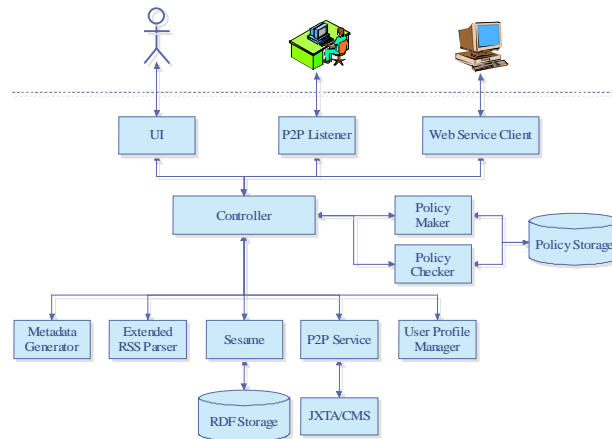 UI
P2P Listener
Web Service Client
Controller
Policy
Maker
Policy
Checker
Policy Storage
Metadata
Generator
Extended
RSS Parser
Sesame
P2P Service
User Profile
Manager
RDF Storage
JXTA/CMS